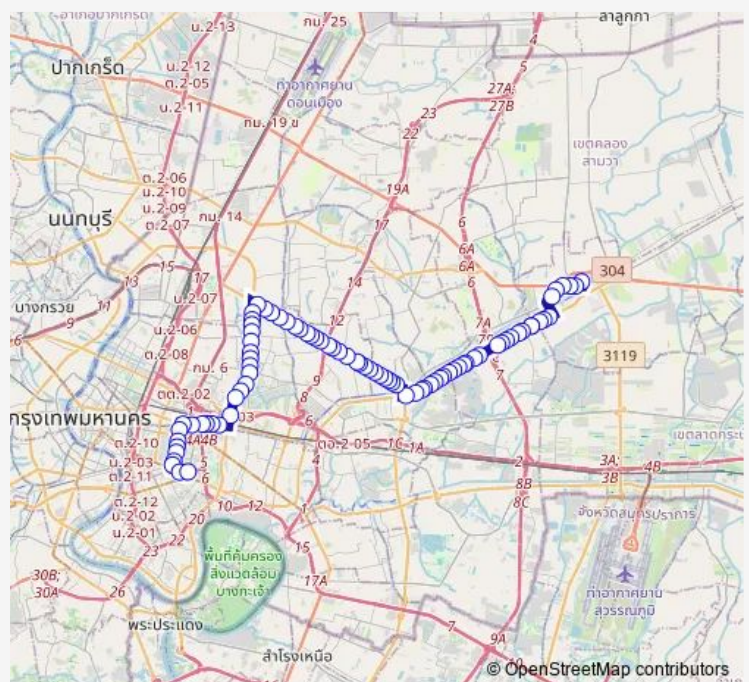 น.2-13
กม. 25
ลำลูกกา
ปากเกร็ด
น.2-12
ต.2-05
น.2-11
ท่าอากาศยาน
ดอนเมือง
กม. 19 ข
4
5
27A;
27B
23
22
เขตคลอง
สามวา
19A
ต.2-06
น.2-10
น.2-09
ต.2-07
กม. 14
นนทบุรี
17
6
6A
6A
6
15
17
14
304
13
11
น.2-07
บางกรวย
9
6
12
7A
น.2-06
ต.2-08
กม. 6
7
3119
9
8
ตต.2-02
กรุงเทพมหานคร
03
6
ต.2-10
4A4B
ตอ.2-05
1C
1A
เขตลาดกระบัง
น.2-03
ต.2-11
5
6
4
2
3A;
3B
4B
8B
8C
ต.2-12
น.2-02
น.2-01
10
12
1
20
22
23
15
จังหวัดสมุทรปราการ
พื้นที่คุ้มครอง
สิ่งแวดล้อม
บางกะเจ้า
17A
ท่าอากาศยาน
สุวรรณภูมิ
30B;
30A
26
พระประแดง
7
9A
สำโรงเหนือ
© OpenStreetMap contributors